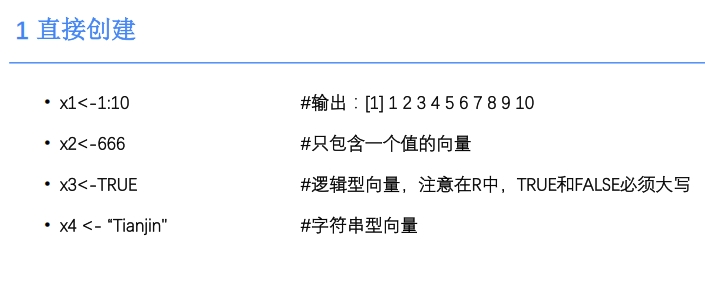 1 直接创建
• x1<-1:10 #输出：[1] 1 2 3 4 5 6 7 8 9 10
• x2<-666 #只包含一个值的向量
• x3<-TRUE #逻辑型向量，注意在R中，TRUE和FALSE必须大写
• x4 <- “Tianjin" #字符串型向量